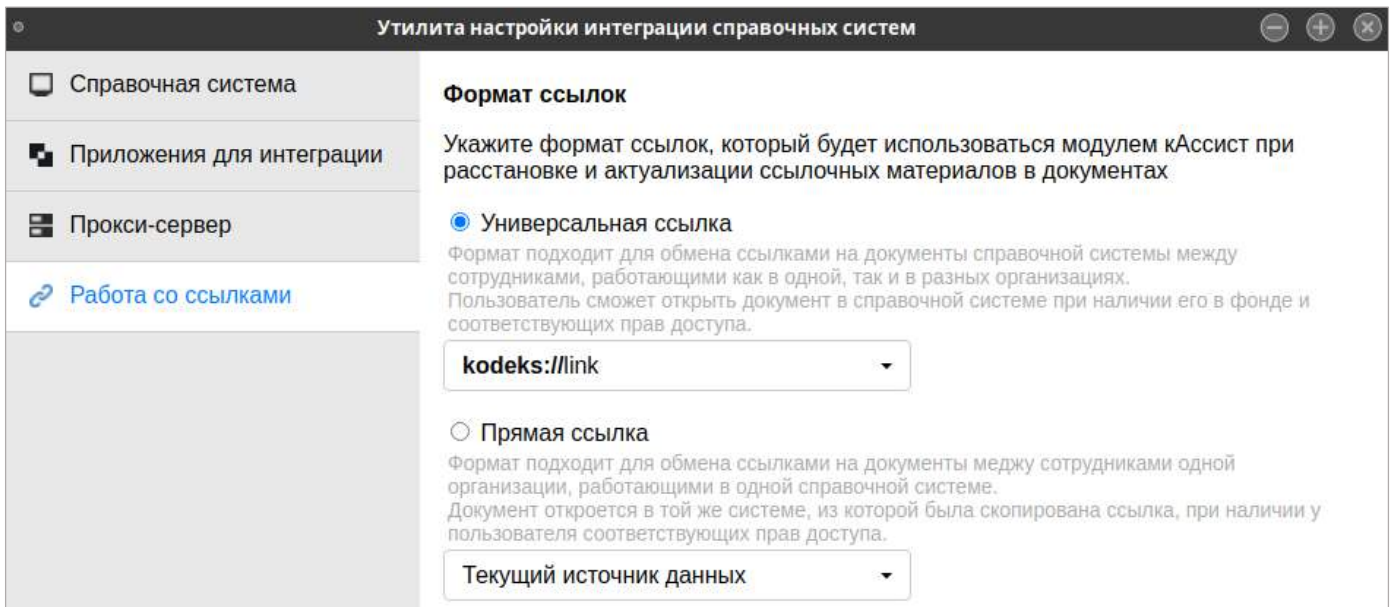 Утилита настройки интеграции справочных систем
Справочная система
Приложения для интеграции
Прокси-сервер
Работа со ссылками
Формат ссылок
Укажите формат ссылок, который будет использоваться модулем кАссист при
расстановке и актуализации ссылочных материалов в документах
Универсальная ссылка
Формат подходит для обмена ссылками на документы справочной системы между
сотрудниками, работающими как в одной, так и в разных организациях.
Пользователь сможет открыть документ в справочной системе при наличии его в фонде и
соответствующих прав доступа.
kodeks://link
Прямая ссылка
Формат подходит для обмена ссылками на документы меджу сотрудниками одной
организации, работающими в одной справочной системе.
Документ откроется в той же системе, из которой была скопирована ссылка, при наличии у
пользователя соответствующих прав доступа.
Текущий источник данных